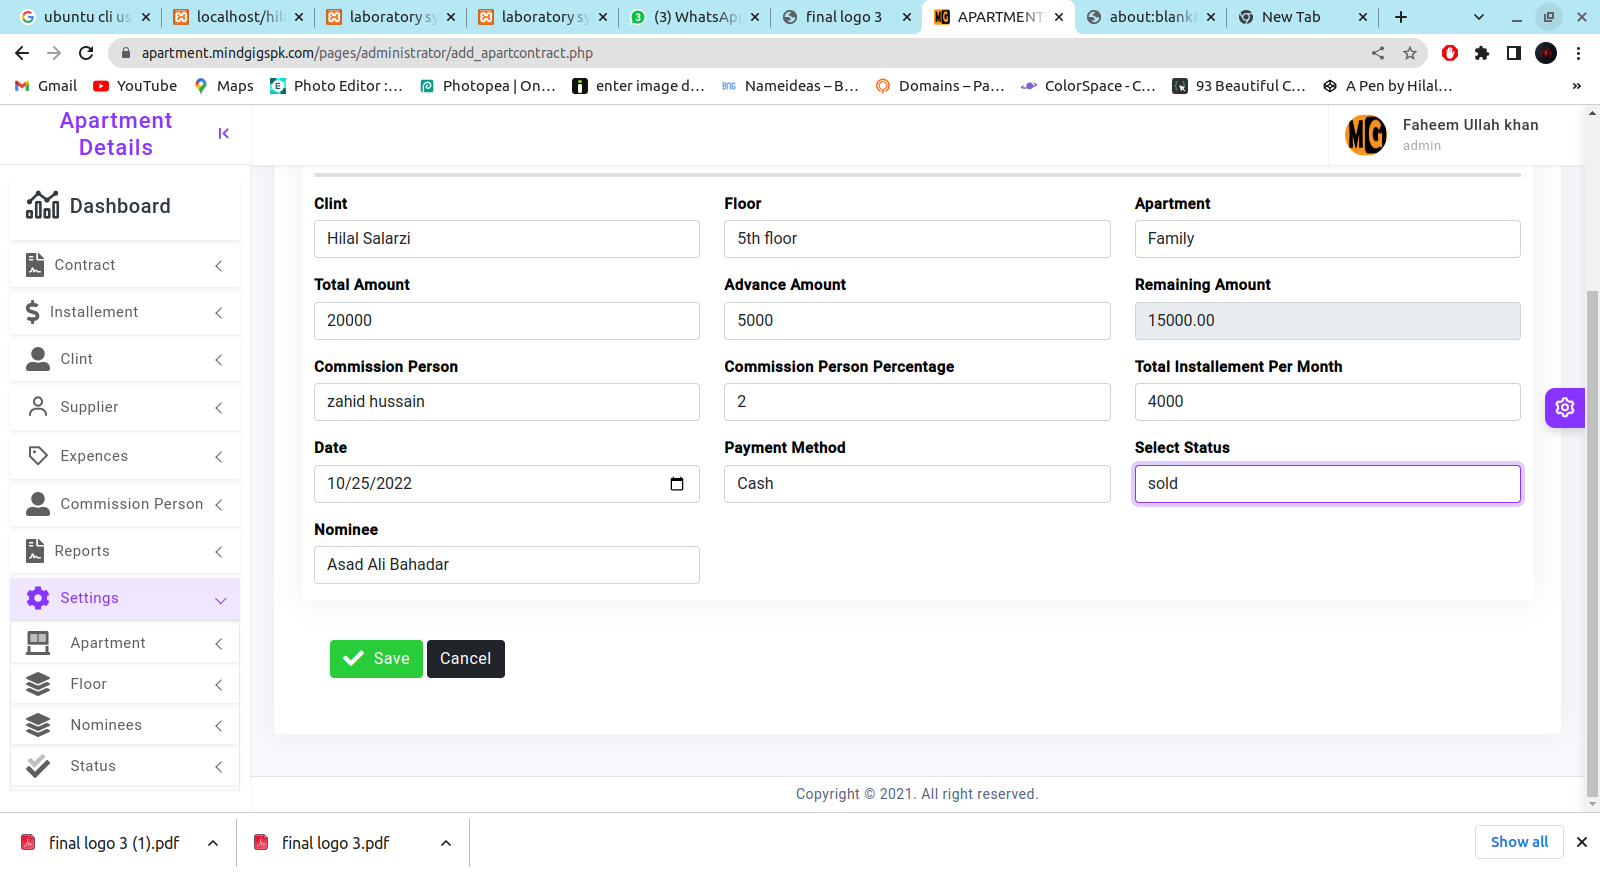 ubuntu cli us
localhost/hil
laboratory sy
laboratory sy
3
(3) WhatsAp
final logo 3
MG
APARTMENT
about:blank
New Tab
apartment.mindgigspk.com/pages/administrator/add_apartcontract.php
Gmail
YouTube
Maps
Photo Editor :...
Photopea | On...
enter image d...
BNG
Nameideas – B...
Domains – Pa...
ColorSpace - C...
93 Beautiful C...
A Pen by Hilal...
»
Apartment
Details
MG
Faheem Ullah khan
admin
Dashboard
Contract
Installement
Clint
Supplier
Expences
Commission Person
Reports
Settings
Apartment
Floor
Nominees
Status
Clint
Floor
Apartment
Hilal Salarzi
5th floor
Family
Total Amount
Advance Amount
Remaining Amount
20000
5000
15000.00
Commission Person
Commission Person Percentage
Total Installement Per Month
zahid hussain
2
4000
Date
Payment Method
Select Status
10/25/2022
Cash
sold
Nominee
Asad Ali Bahadar
Save
Cancel
Copyright © 2021. All right reserved.
final logo 3 (1).pdf
final logo 3.pdf
Show all